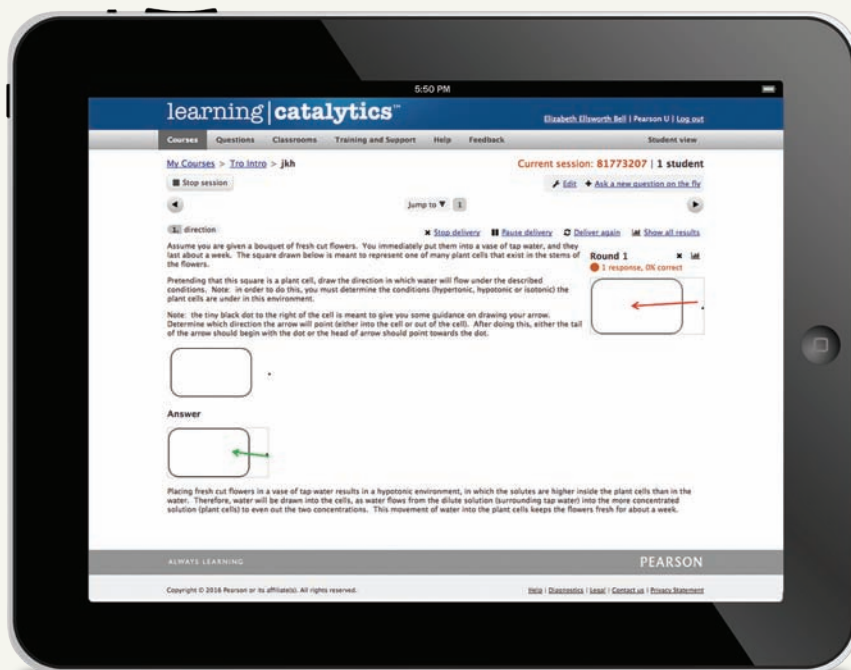 5:50 PM
learning|catalytics™
Elizabeth Ellsworth Bell | Pearson U | Log out
Courses Questions Classrooms Training and Support Help Feedback Student view
My Courses > Tro Intro > jkh
Current session: 81773207 | 1 student
Stop session
Edit Ask a new question on the fly
Jump to ▼ 1
1. direction
Stop delivery Pause delivery Deliver again Show all results
Assume you are given a bouquet of fresh cut flowers. You immediately put them into a vase of tap water, and they
last about a week. The square drawn below is meant to represent one of many plant cells that exist in the stems of
the flowers.
Round 1
1 response, 0% correct
Pretending that this square is a plant cell, draw the direction in which water will flow under the described
conditions. Note: in order to do this, you must determine the conditions (hypertonic, hypotonic or isotonic) the
plant cells are under in this environment.
Note: the tiny black dot to the right of the cell is meant to give you some guidance on drawing your arrow.
Determine which direction the arrow will point (either into the cell or out of the cell). After doing this, either the tail
of the arrow should begin with the dot or the head of arrow should point towards the dot.
Answer
Placing fresh cut flowers in a vase of tap water results in a hypotonic environment, in which the solutes are higher inside the plant cells than in the
water. Therefore, water will be drawn into the cells, as water flows from the dilute solution (surrounding tap water) into the more concentrated
solution (plant cells) to even out the two concentrations. This movement of water into the plant cells keeps the flowers fresh for about a week.
ALWAYS LEARNING
PEARSON
Copyright © 2016 Pearson or its affiliate(s). All rights reserved.
Help | Diagnostics | Legal | Contact us | Privacy Statement